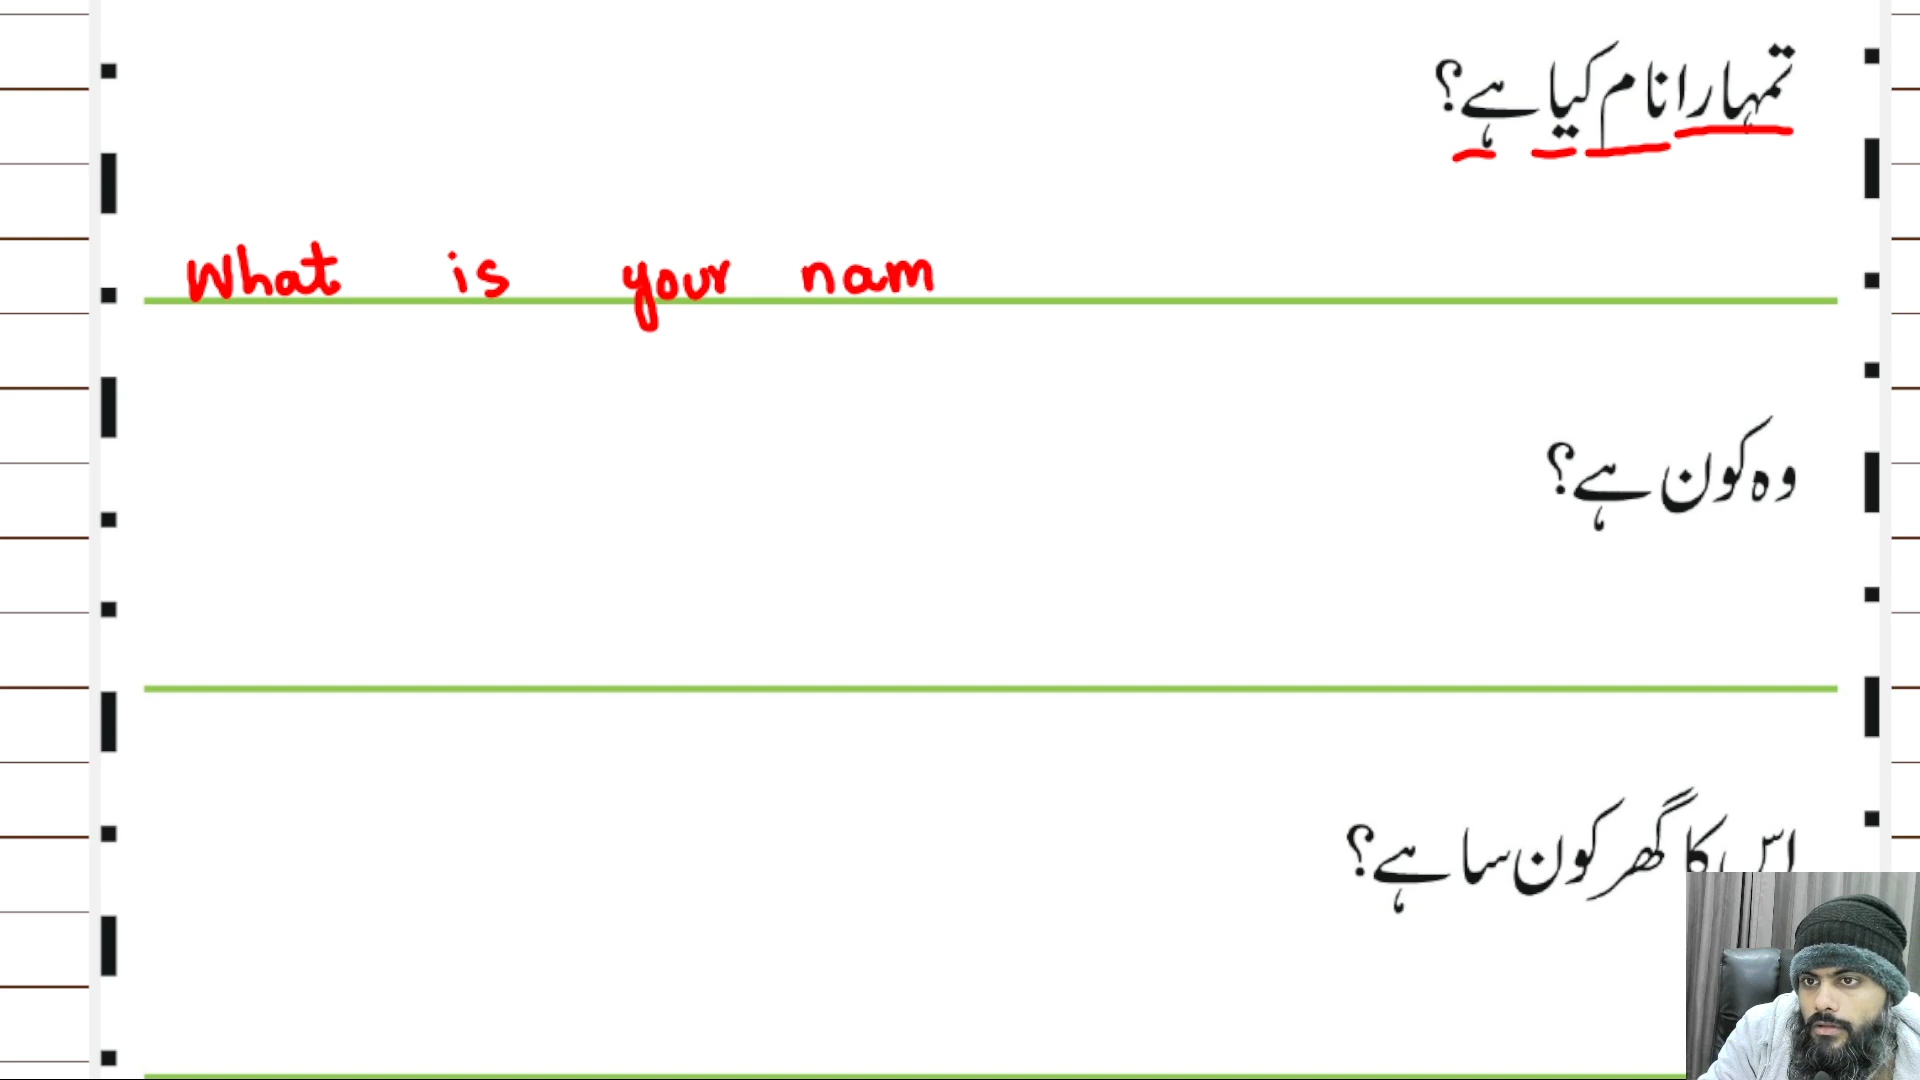 تمہارا نام کیا ہے؟
What is your nam
وہ کون ہے؟
اس کا گھر کون سا ہے؟